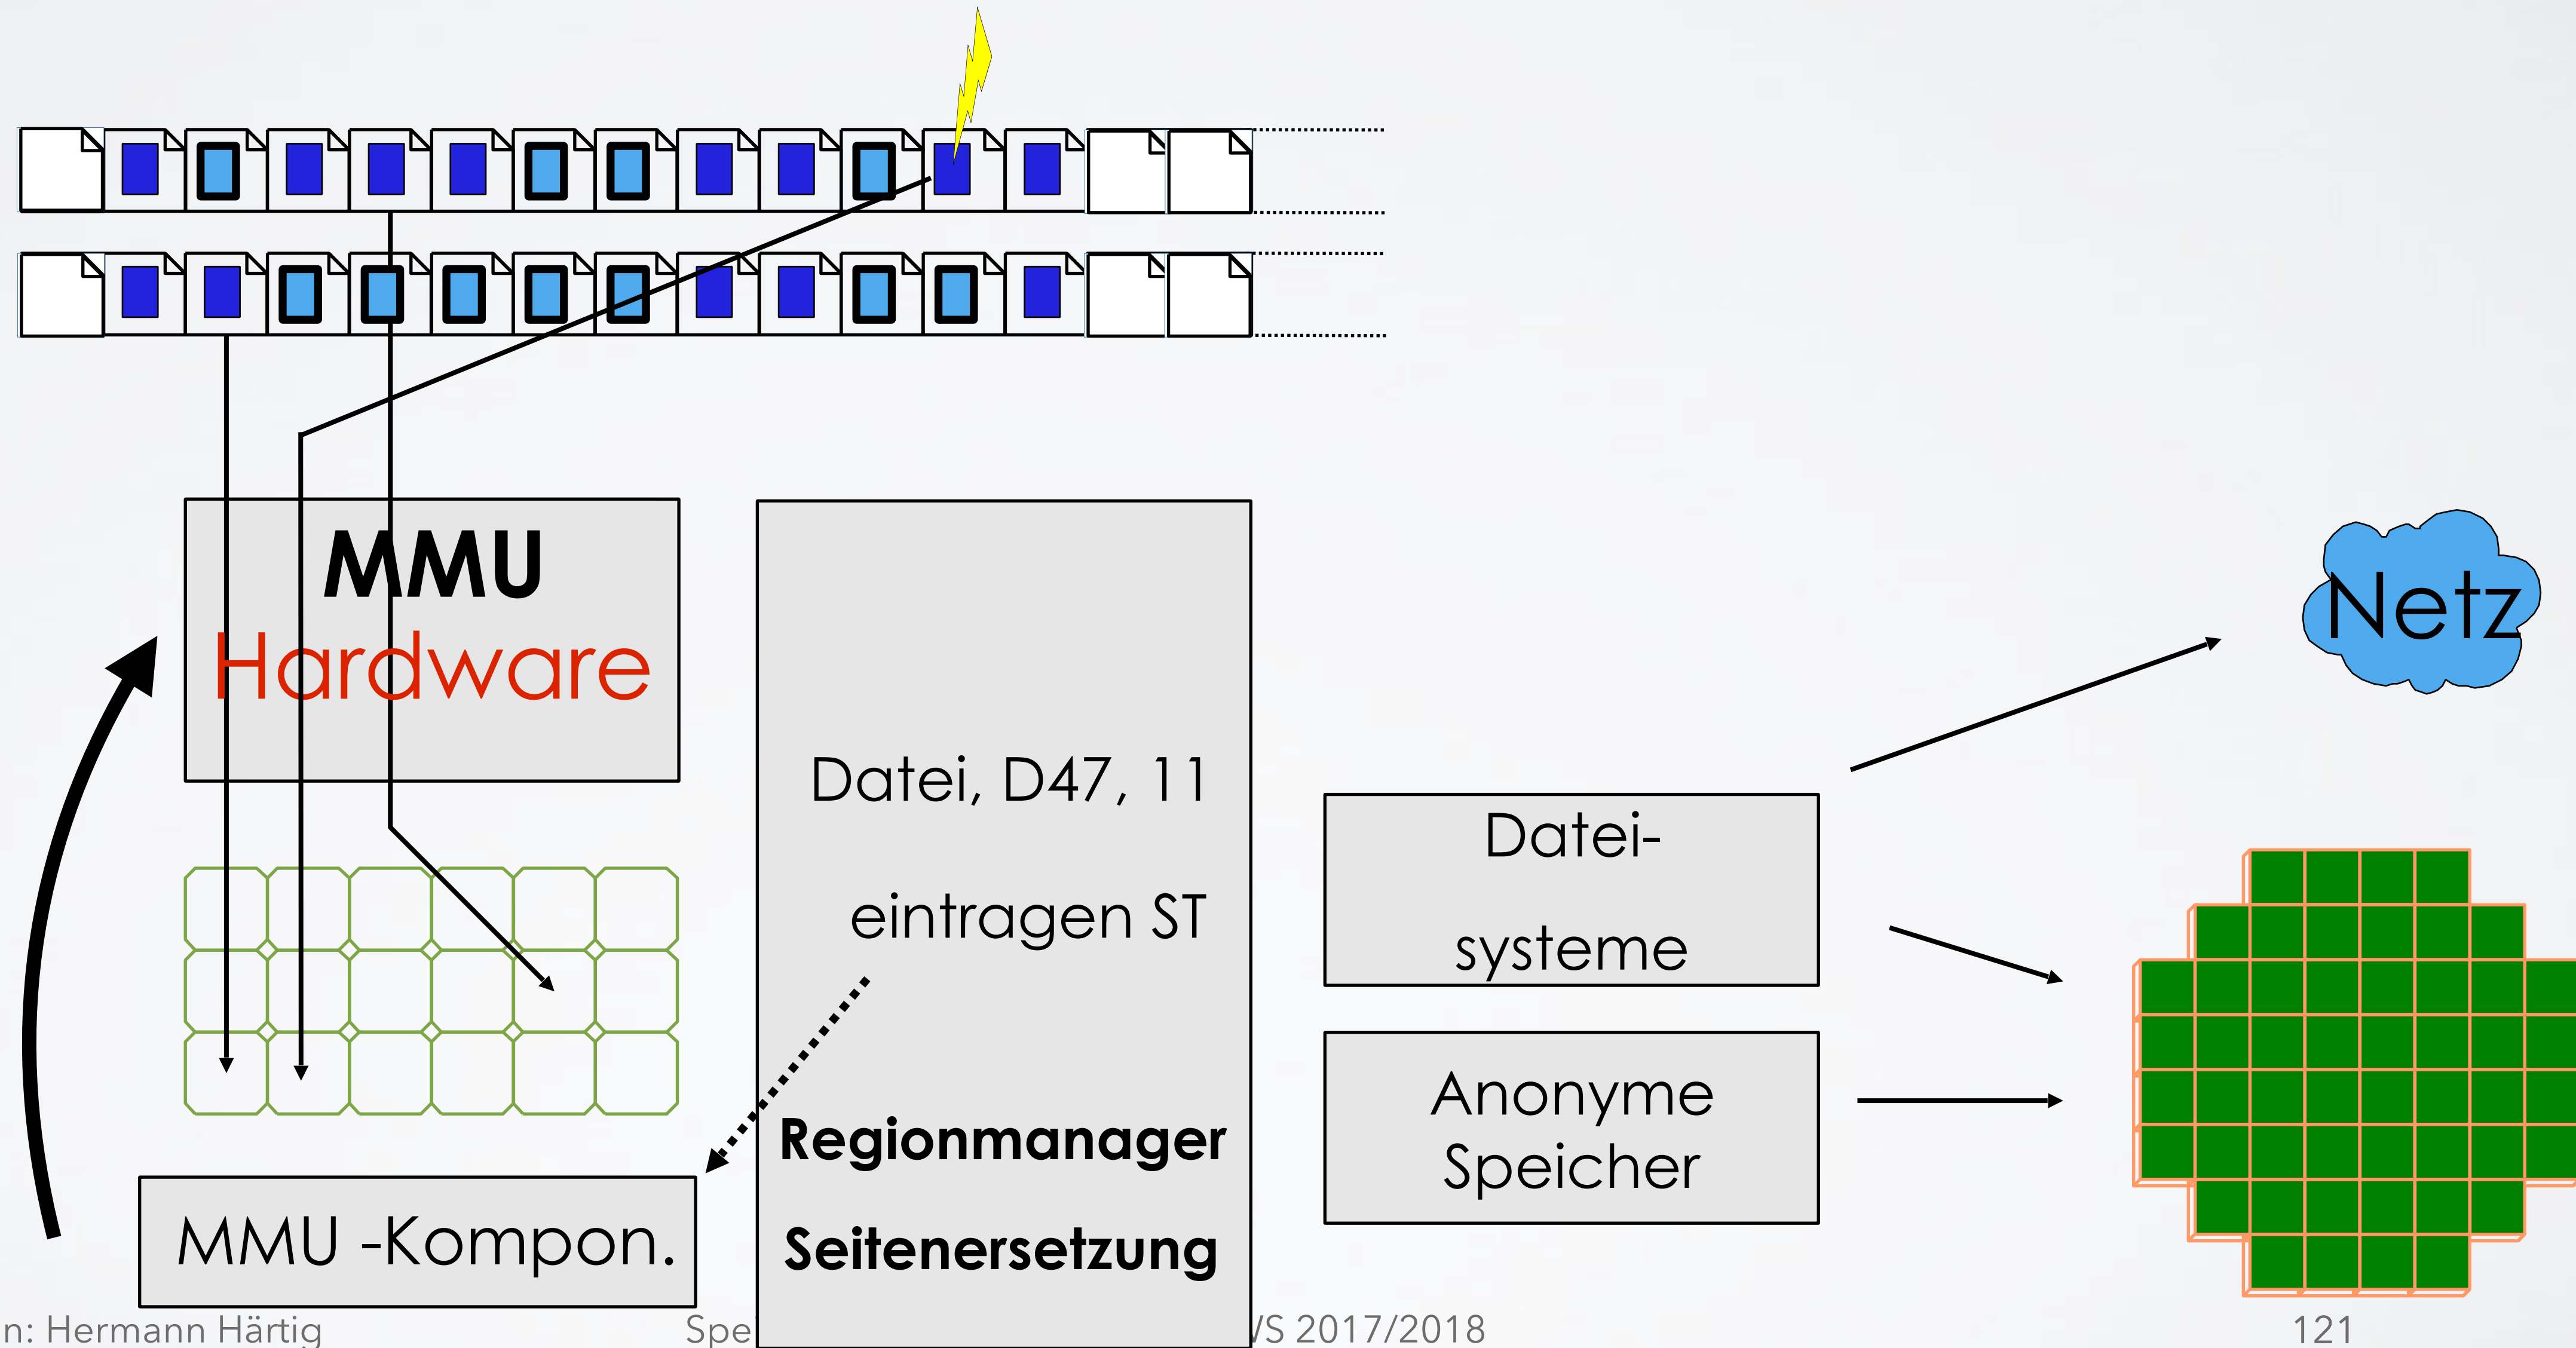 MMU
Hardware
Datei, D47, 11
eintragen ST
Regionmanager
Seitenersetzung
MMU -Kompon.
Datei-
systeme
Anonyme
Speicher
Netz
n: Hermann Härtig
Spe
WS 2017/2018
121